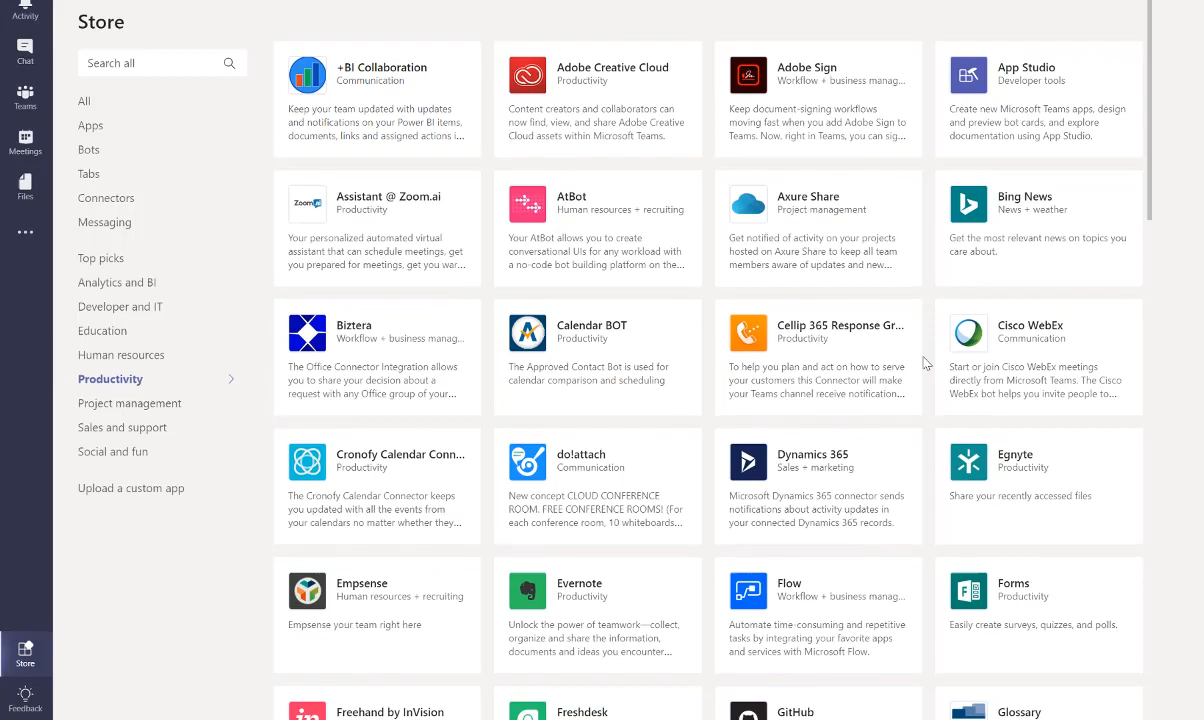 Activity
Chat
Teams
Meetings
Files
Store
Feedback
Store
Search all
All
Apps
Bots
Tabs
Connectors
Messaging
Top picks
Analytics and BI
Developer and IT
Education
Human resources
Productivity
Project management
Sales and support
Social and fun
Upload a custom app
+BI Collaboration
Communication
Keep your team updated with updates
and notifications on your Power BI items,
documents, links and assigned actions i...
Adobe Creative Cloud
Productivity
Content creators and collaborators can
now find, view, and share Adobe Creative
Cloud assets within Microsoft Teams.
Adobe Sign
Workflow + business manag...
Keep document-signing workflows
moving fast when you add Adobe Sign to
Teams. Now, right in Teams, you can sig...
App Studio
Developer tools
Create new Microsoft Teams apps, design
and preview bot cards, and explore
documentation using App Studio.
Zoom.ai
Assistant @ Zoom.ai
Productivity
Your personalized automated virtual
assistant that can schedule meetings, get
you prepared for meetings, get you war...
AtBot
Human resources + recruiting
Your AtBot allows you to create
conversational UIs for any workload with
a no-code bot building platform on the...
Axure Share
Project management
Get notified of activity on your projects
hosted on Axure Share to keep all team
members aware of updates and new...
Bing News
News + weather
Get the most relevant news on topics you
care about.
Biztera
Workflow + business manag...
The Office Connector Integration allows
you to share your decision about a
request with any Office group of your...
Calendar BOT
Productivity
The Approved Contact Bot is used for
calendar comparison and scheduling
Cellip 365 Response Gr...
Productivity
To help you plan and act on how to serve
your customers this Connector will make
your Teams channel receive notification...
Cisco WebEx
Communication
Start or join Cisco WebEx meetings
directly from Microsoft Teams. The Cisco
WebEx bot helps you invite people to...
Cronofy Calendar Conn...
Productivity
The Cronofy Calendar Connector keeps
you updated with all the events from
your calendars no matter whether they...
do!attach
Communication
New concept CLOUD CONFERENCE
ROOM. FREE CONFERENCE ROOMS! (For
each conference room, 10 whiteboards...
Dynamics 365
Sales + marketing
Microsoft Dynamics 365 connector sends
notifications about activity updates in
your connected Dynamics 365 records.
Egnyte
Productivity
Share your recently accessed files
Empsense
Human resources + recruiting
Empsense your team right here
Evernote
Productivity
Unlock the power of teamwork—collect,
organize and share the information,
documents and ideas you encounter...
Flow
Workflow + business manag...
Automate time-consuming and repetitive
tasks by integrating your favorite apps
and services with Microsoft Flow.
Forms
Productivity
Easily create surveys, quizzes, and polls.
in
Freehand by InVision
Freshdesk
GitHub
Glossary